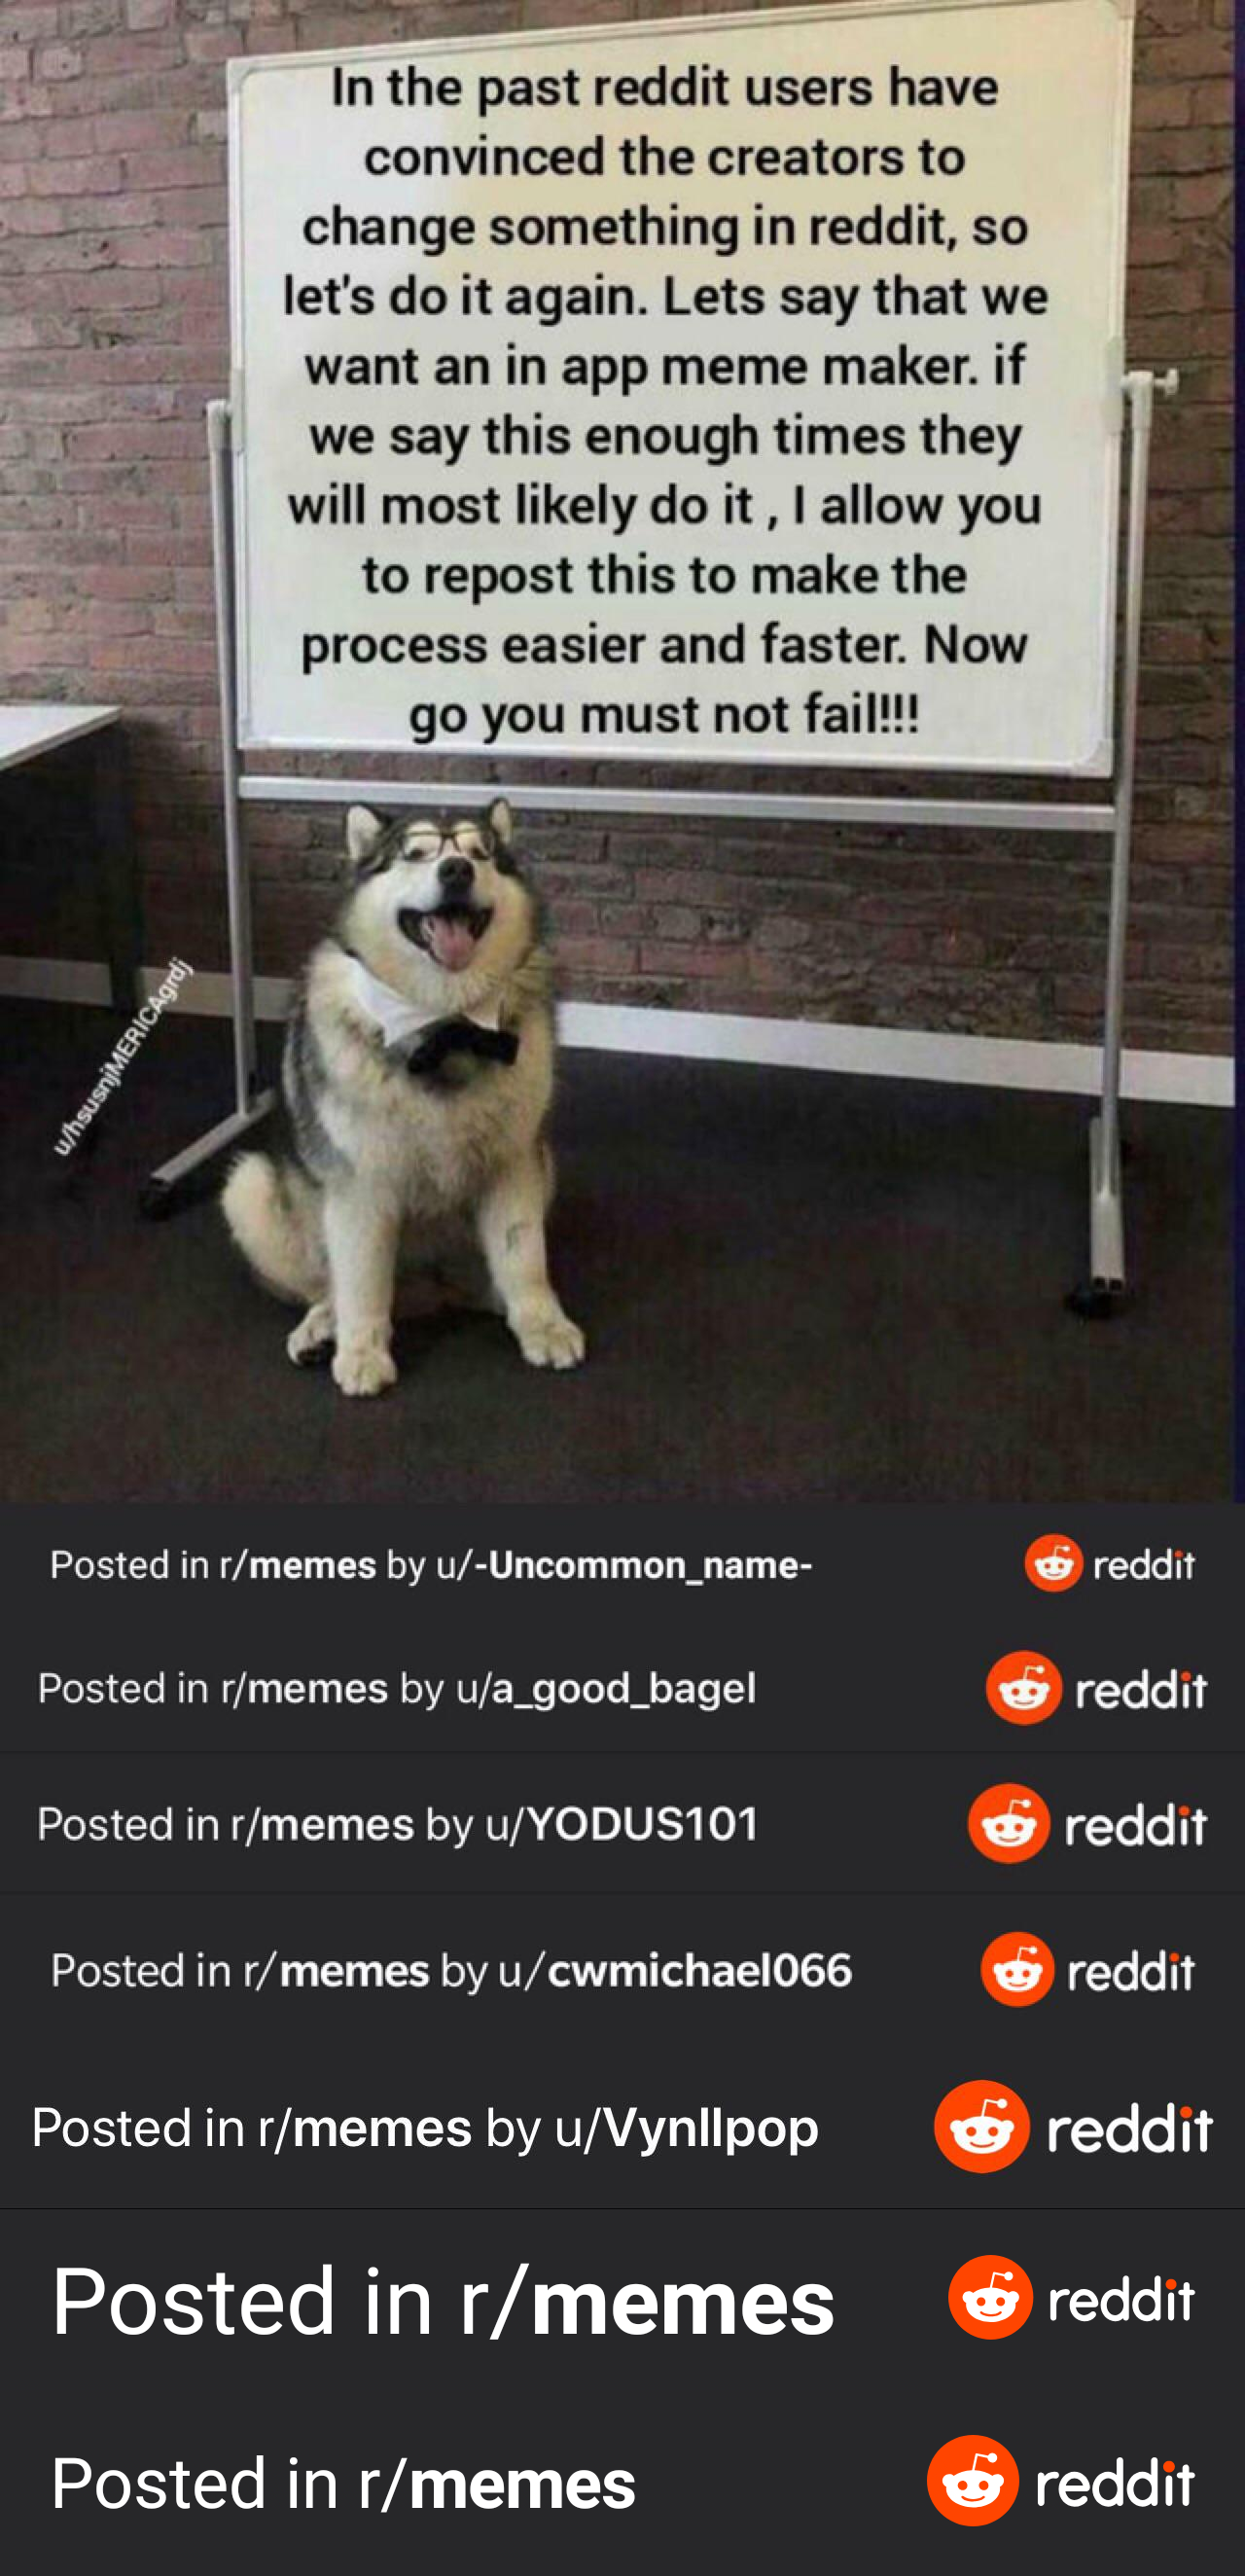 In the past reddit users have
convinced the creators to
change something in reddit, so
let's do it again. Lets say that we
want an in app meme maker. if
we say this enough times they
will most likely do it , I allow you
to repost this to make the
process easier and faster. Now
go you must not fail!!!
u/hsusnjMERICAgrdj
Posted in r/memes by u/-Uncommon_name- reddit
Posted in r/memes by u/a_good_bagel reddit
Posted in r/memes by u/YODUS101 reddit
Posted in r/memes by u/cwmichael066 reddit
Posted in r/memes by u/Vynllpop reddit
Posted in r/memes reddit
Posted in r/memes reddit